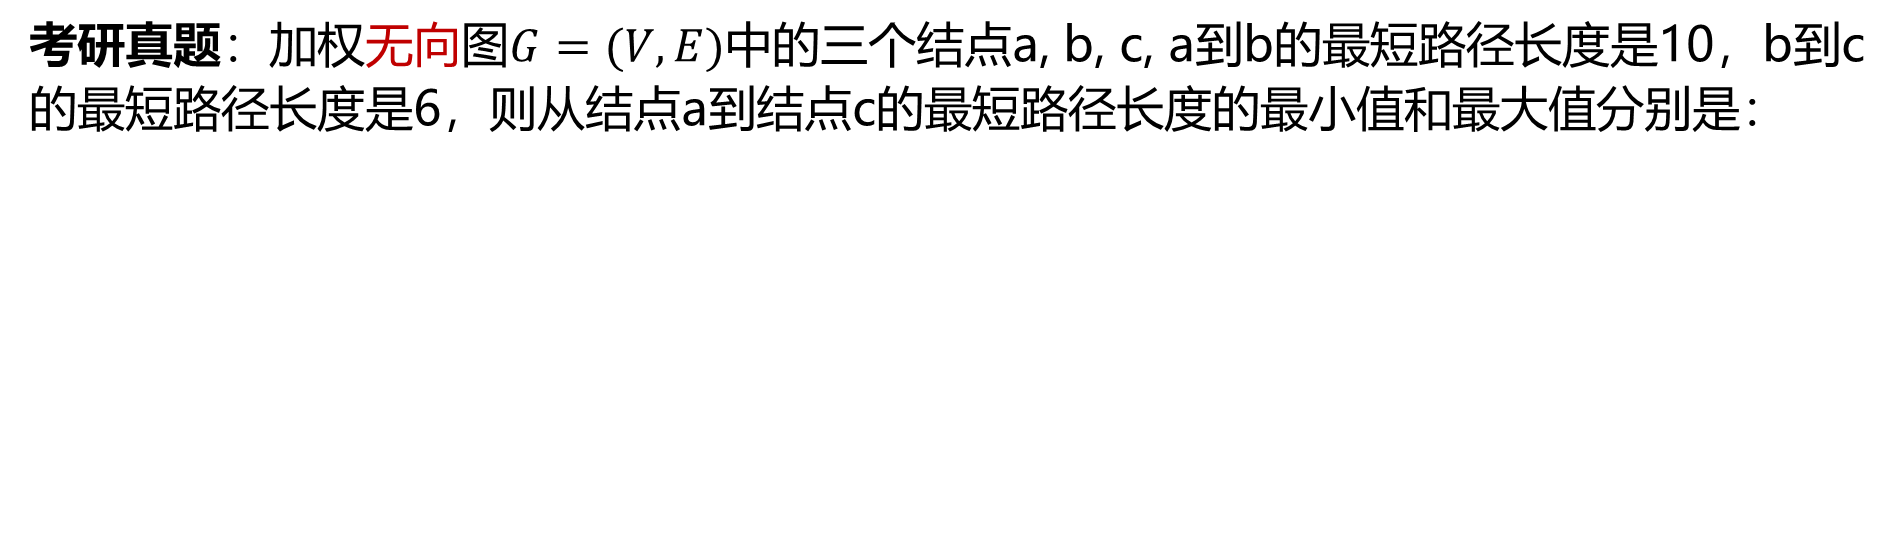 考研真题：加权无向图G = (V, E)中的三个结点a, b, c, a到b的最短路径长度是10，b到c
的最短路径长度是6，则从结点a到结点c的最短路径长度的最小值和最大值分别是：